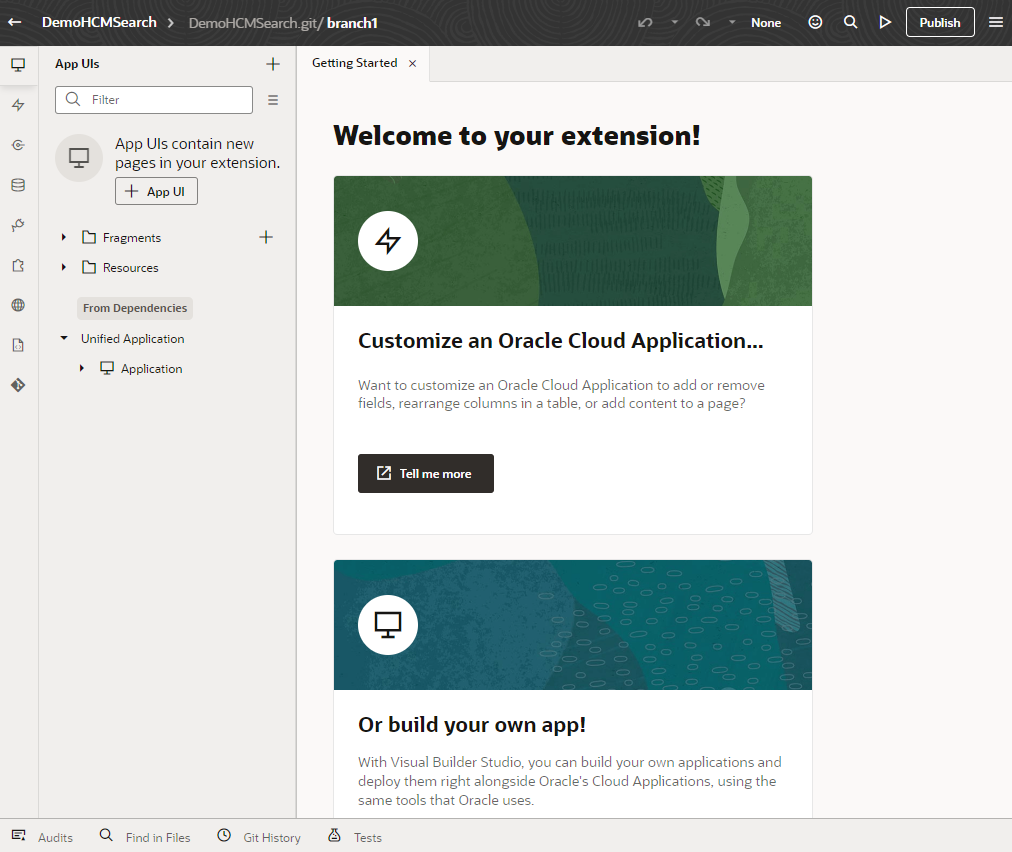 DemoHCMSearch > DemoHCMSearch.git/ branch1
None
Publish
App UIs
Getting Started
Filter
App UIs contain new
pages in your extension.
App UI
Fragments
Resources
From Dependencies
Unified Application
Application
Welcome to your extension!
Customize an Oracle Cloud Application...
Want to customize an Oracle Cloud Application to add or remove
fields, rearrange columns in a table, or add content to a page?
Tell me more
Or build your own app!
With Visual Builder Studio, you can build your own applications and
deploy them right alongside Oracle's Cloud Applications, using the
same tools that Oracle uses.
Audits
Find in Files
Git History
Tests